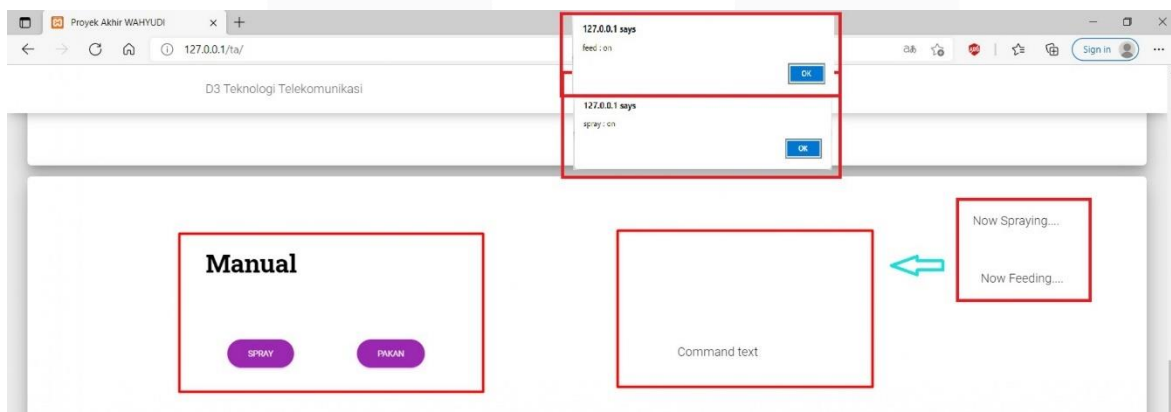 Proyek Akhir WAHYUDI
127.0.0.1/ta/
Sign in
127.0.0.1 says
feed : on
OK
127.0.0.1 says
spray : on
OK
D3 Teknologi Telekomunikasi
Manual
SPRAY
PAKAN
Command text
Now Spraying....
Now Feeding....